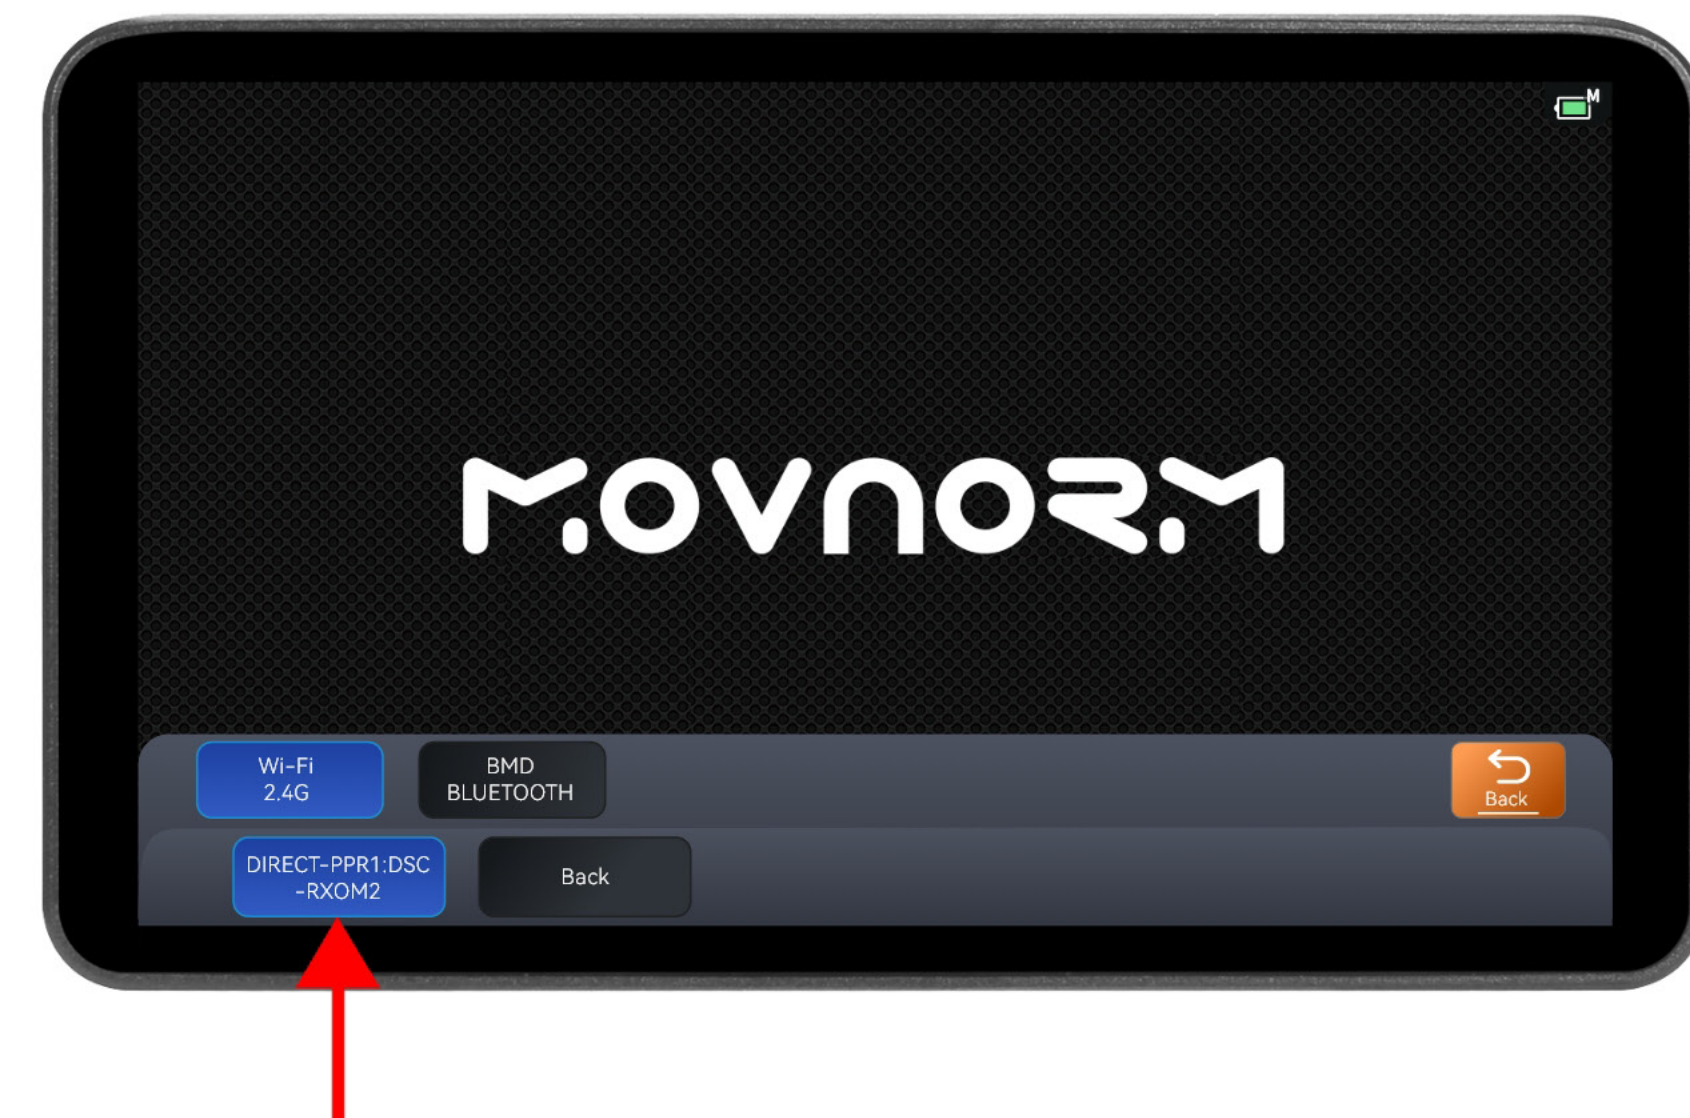 M
MOVNORM
Wi-Fi
2.4G
BMD
BLUETOOTH
Back
DIRECT-PPR1:DSC
-RXOM2
Back